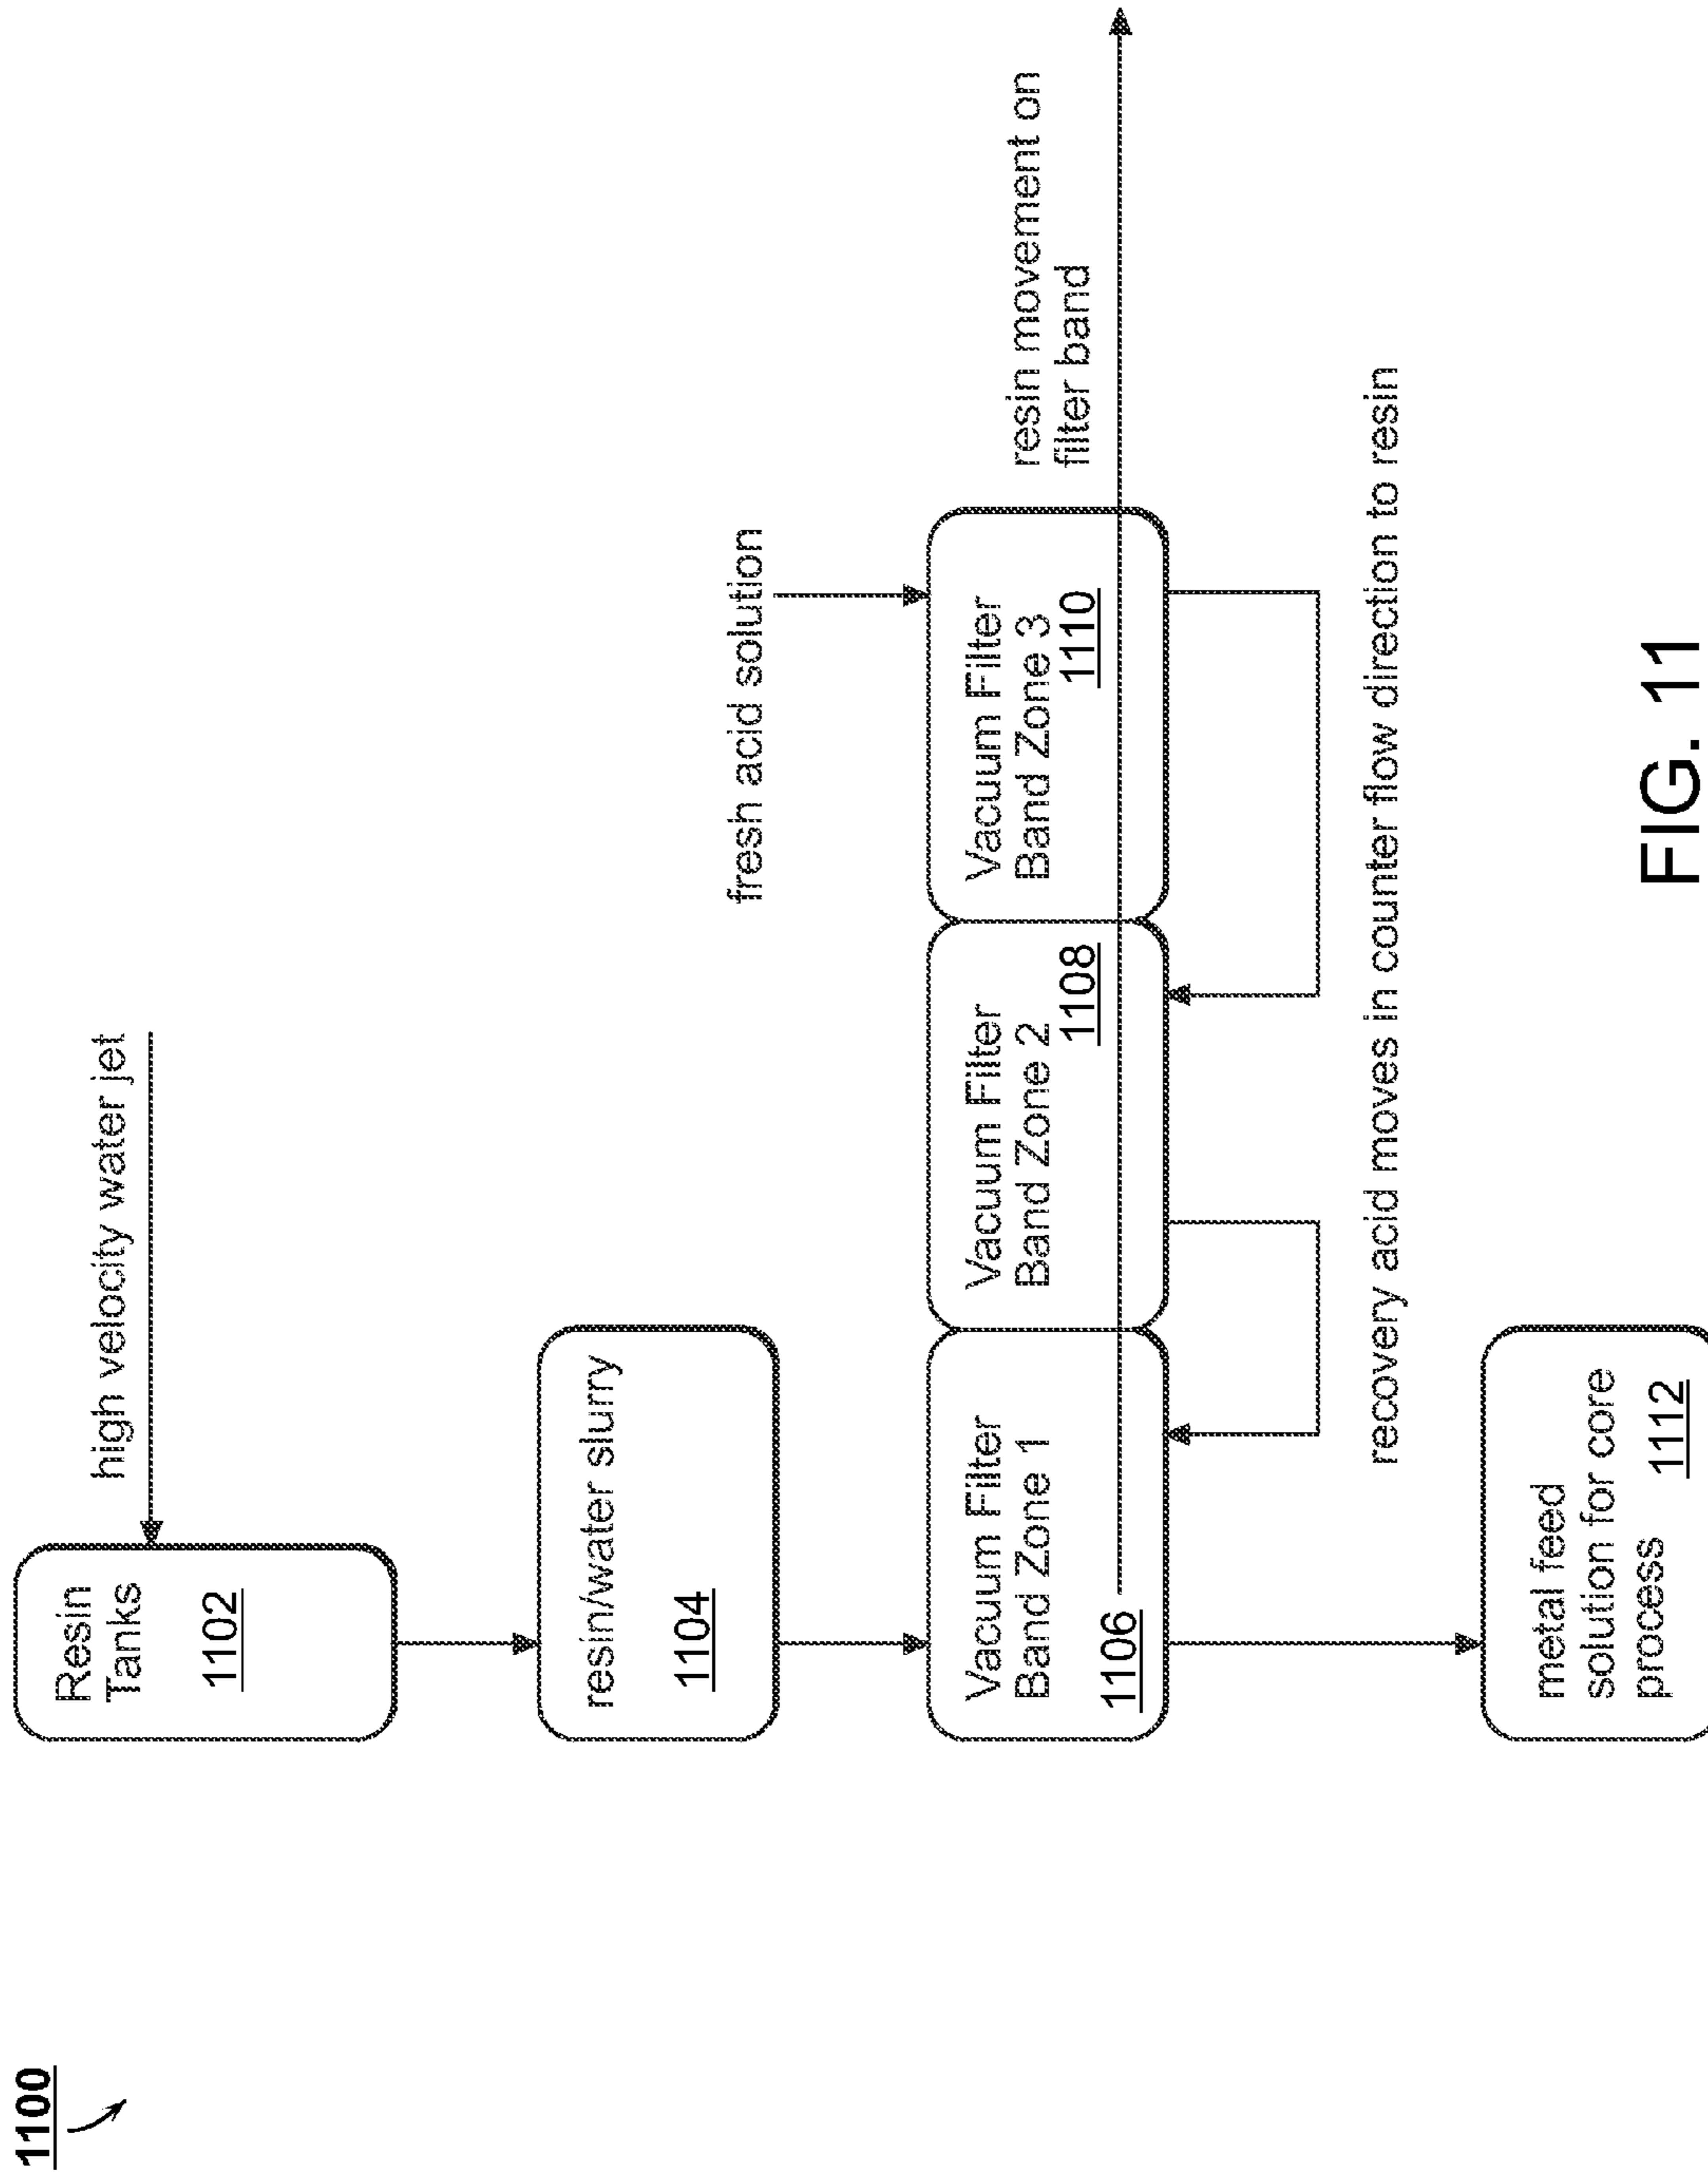 1100
high velocity water jet
Resin
Tanks
1102
resin/water slurry
1104
fresh acid solution
Vacuum Filter
Band Zone 1
1106
Vacuum Filter
Band Zone 2
1108
Vacuum Filter
Band Zone 3
1110
resin movement on
filter band
recovery acid moves in counter flow direction to resin
metal feed
solution for core
process
1112
FIG. 11